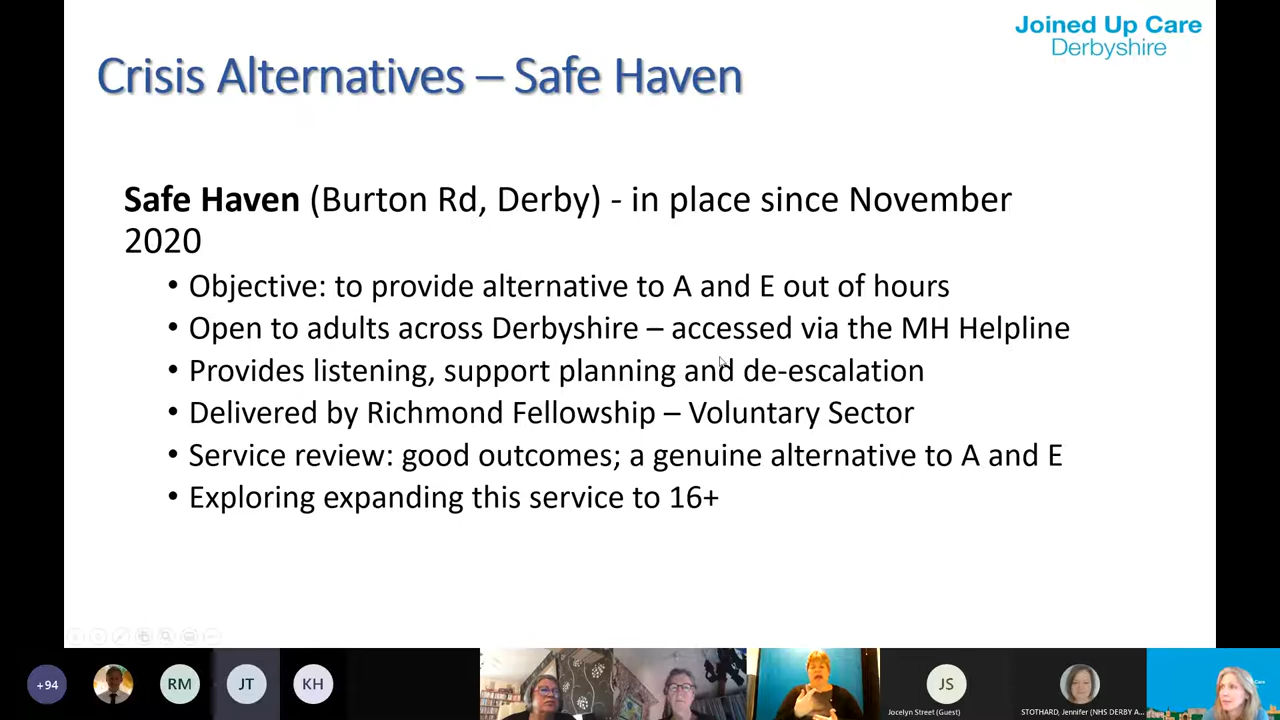 Joined Up Care
Derbyshire
Crisis Alternatives – Safe Haven
Safe Haven (Burton Rd, Derby) - in place since November
2020
• Objective: to provide alternative to A and E out of hours
• Open to adults across Derbyshire – accessed via the MH Helpline
• Provides listening, support planning and de-escalation
• Delivered by Richmond Fellowship – Voluntary Sector
• Service review: good outcomes; a genuine alternative to A and E
• Exploring expanding this service to 16+
+94
RM
JT
KH
JS
Jocelyn Street (Guest)
STOTHARD, Jennifer (NHS DERBY A...
Care